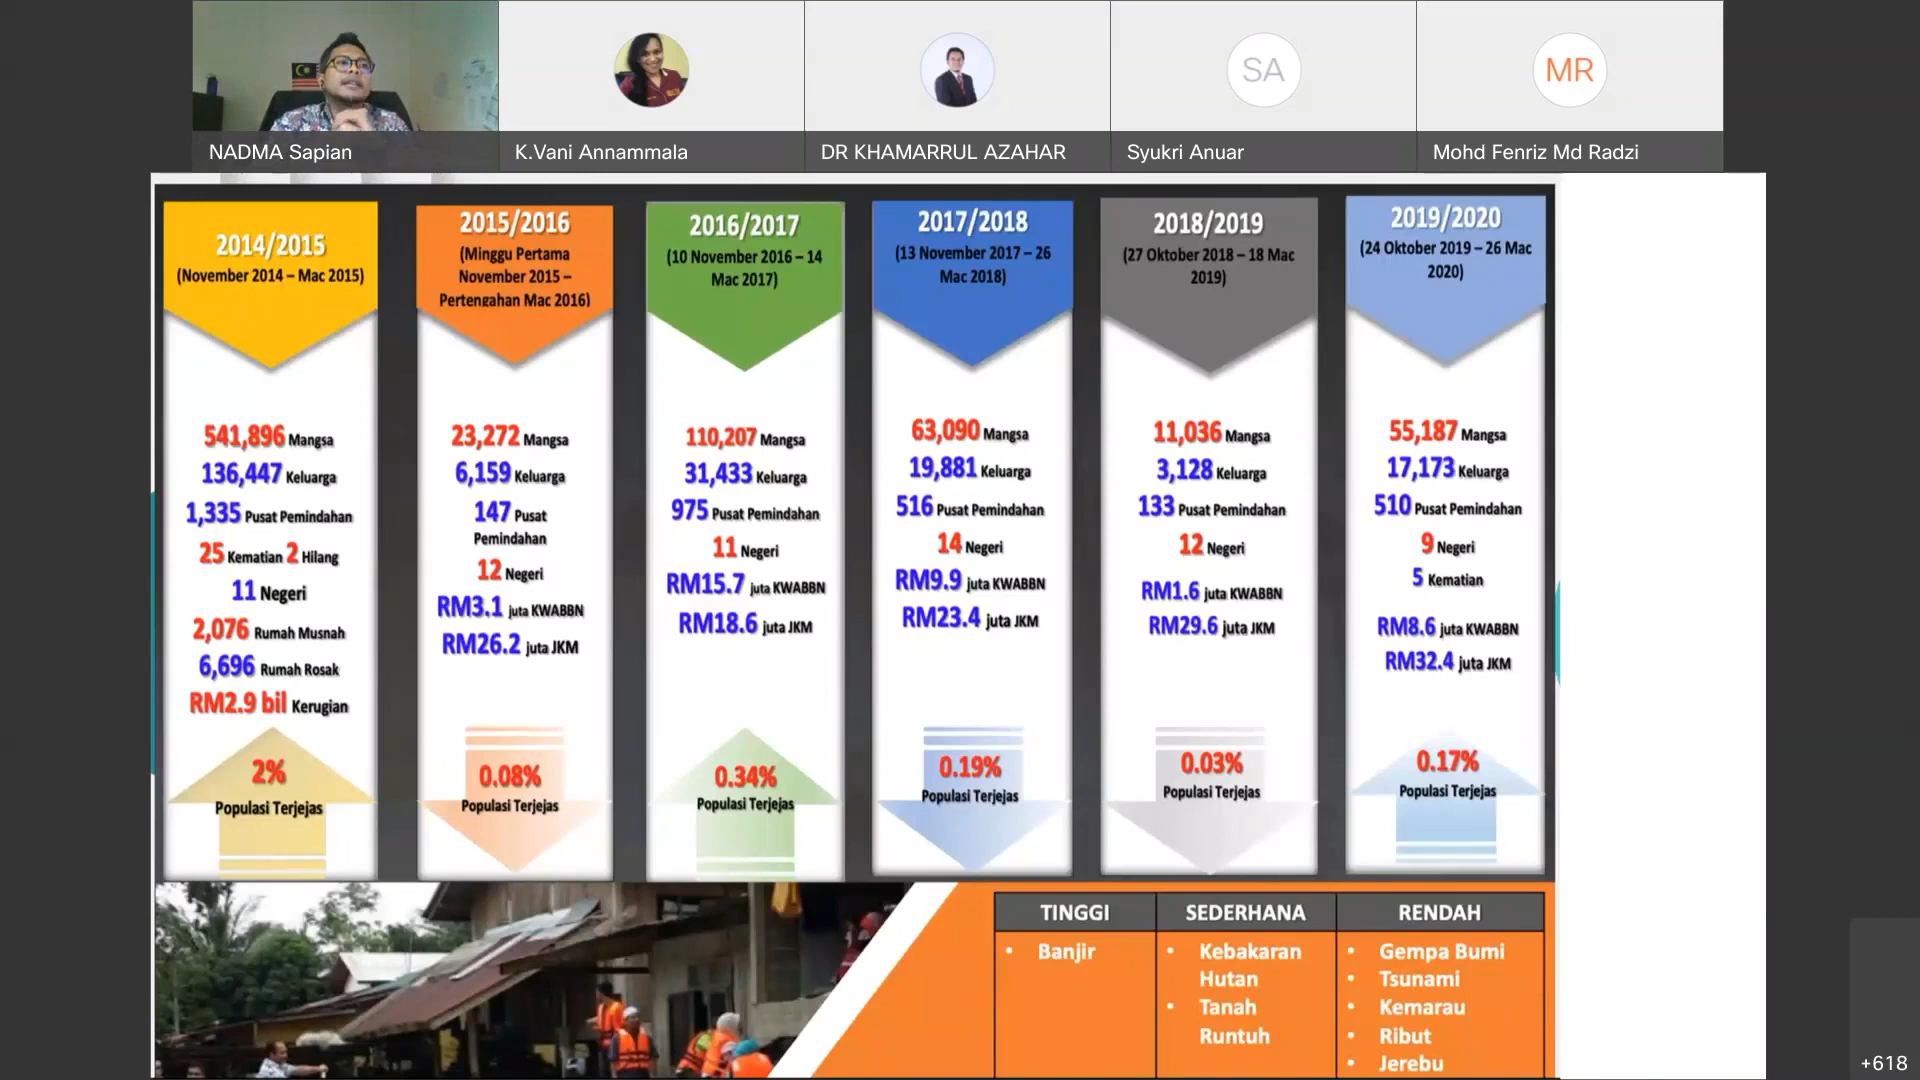 NADMA Sapian
K.Vani Annammala
DR KHAMARRUL AZAHAR
SA
Syukri Anuar
MR
Mohd Fenriz Md Radzi
2014/2015
(November 2014 – Mac 2015)
541,896 Mangsa
136,447 Keluarga
1,335 Pusat Pemindahan
25 Kematian 2 Hilang
11 Negeri
2,076 Rumah Musnah
6,696 Rumah Rosak
RM2.9 bil Kerugian
2%
Populasi Terjejas
2015/2016
(Minggu Pertama
November 2015 –
Pertengahan Mac 2016)
23,272 Mangsa
6,159 Keluarga
147 Pusat
Pemindahan
12 Negeri
RM3.1 juta KWABBN
RM26.2 juta JKM
0.08%
Populasi Terjejas
2016/2017
(10 November 2016 – 14
Mac 2017)
110,207 Mangsa
31,433 Keluarga
975 Pusat Pemindahan
11 Negeri
RM15.7 juta KWABBN
RM18.6 juta JKM
0.34%
Populasi Terjejas
2017/2018
(13 November 2017 – 26
Mac 2018)
63,090 Mangsa
19,881 Keluarga
516 Pusat Pemindahan
14 Negeri
RM9.9 juta KWABBN
RM23.4 juta JKM
0.19%
Populasi Terjejas
2018/2019
(27 Oktober 2018 – 18 Mac
2019)
11,036 Mangsa
3,128 Keluarga
133 Pusat Pemindahan
12 Negeri
RM1.6 juta KWABBN
RM29.6 juta JKM
0.03%
Populasi Terjejas
2019/2020
(24 Oktober 2019 – 26 Mac
2020)
55,187 Mangsa
17,173 Keluarga
510 Pusat Pemindahan
9 Negeri
5 Kematian
RM8.6 juta KWABBN
RM32.4 juta JKM
0.17%
Populasi Terjejas
TINGGI
• Banjir
SEDERHANA
• Kebakaran
Hutan
• Tanah
Runtuh
RENDAH
• Gempa Bumi
• Tsunami
• Kemarau
• Ribut
• Jerebu
+618